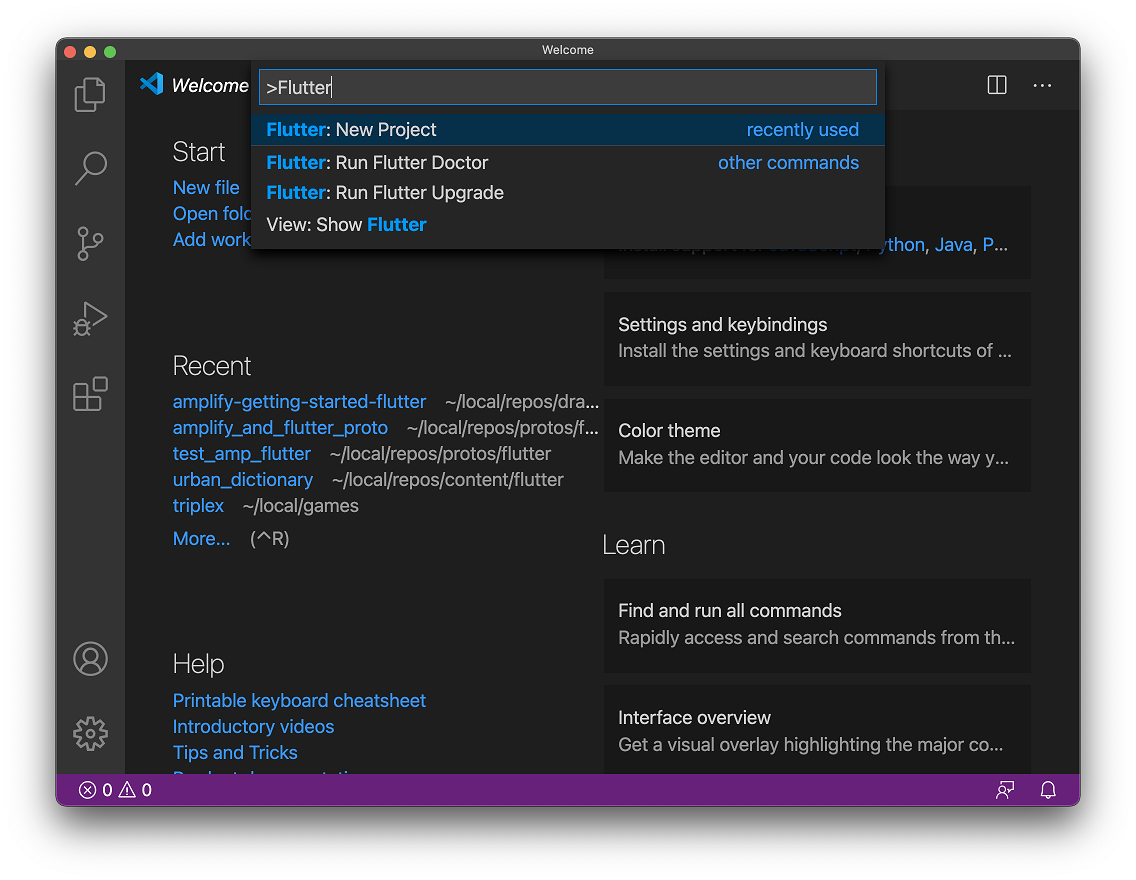 Welcome
Welcome
>Flutter
Flutter: New Project recently used
Flutter: Run Flutter Doctor other commands
Flutter: Run Flutter Upgrade
View: Show Flutter
Start
New file
Open fold
Add work
Python, Java, P...
Settings and keybindings
Install the settings and keyboard shortcuts of ...
Color theme
Make the editor and your code look the way y...
Recent
amplify-getting-started-flutter ~/local/repos/dra...
amplify_and_flutter_proto ~/local/repos/protos/f...
test_amp_flutter ~/local/repos/protos/flutter
urban_dictionary ~/local/repos/content/flutter
triplex ~/local/games
More... (^R)
Learn
Find and run all commands
Rapidly access and search commands from th...
Interface overview
Get a visual overlay highlighting the major co...
Help
Printable keyboard cheatsheet
Introductory videos
Tips and Tricks
0 0